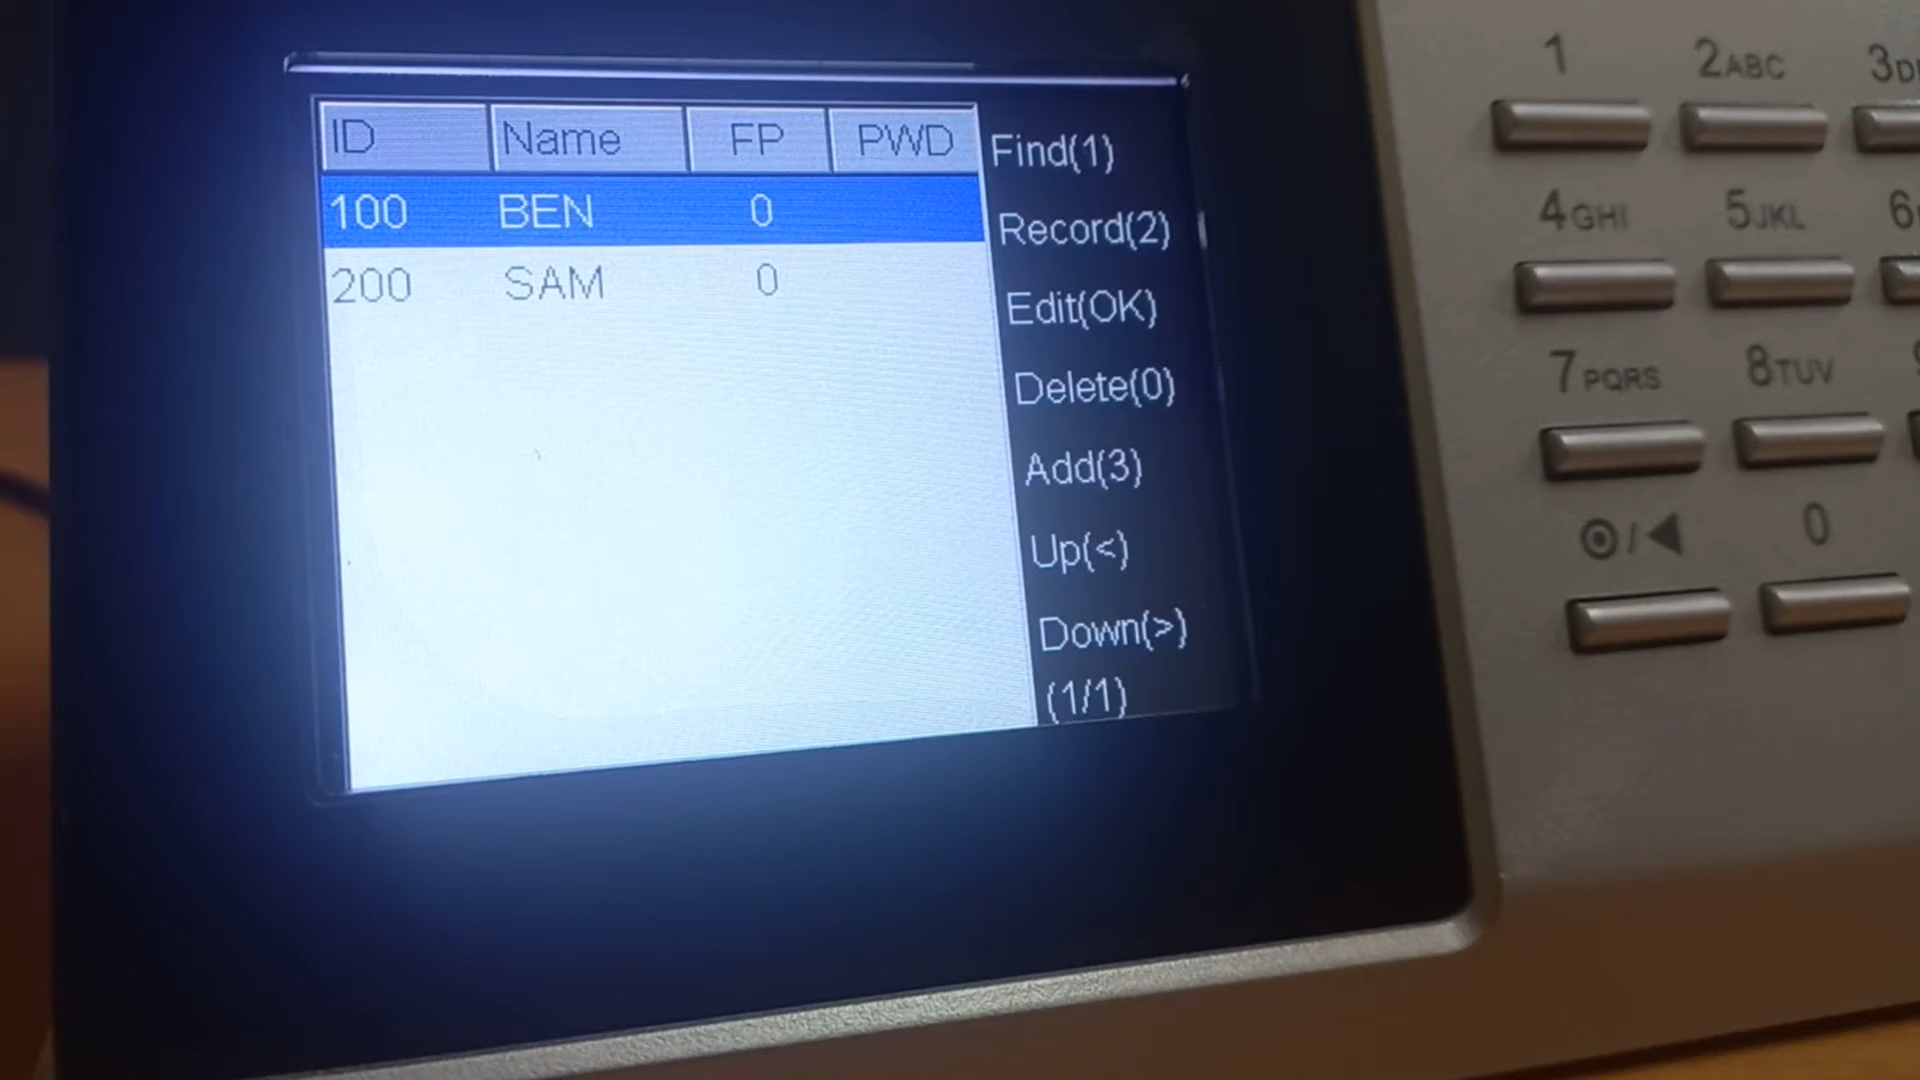 ID Name FP PWD
100 BEN 0
200 SAM 0
Find(1)
Record(2)
Edit(OK)
Delete(0)
Add(3)
Up(<)
Down(>)
(1/1)
1 2ABC
4GHI 5JKL
7PQRS 8TUV
0